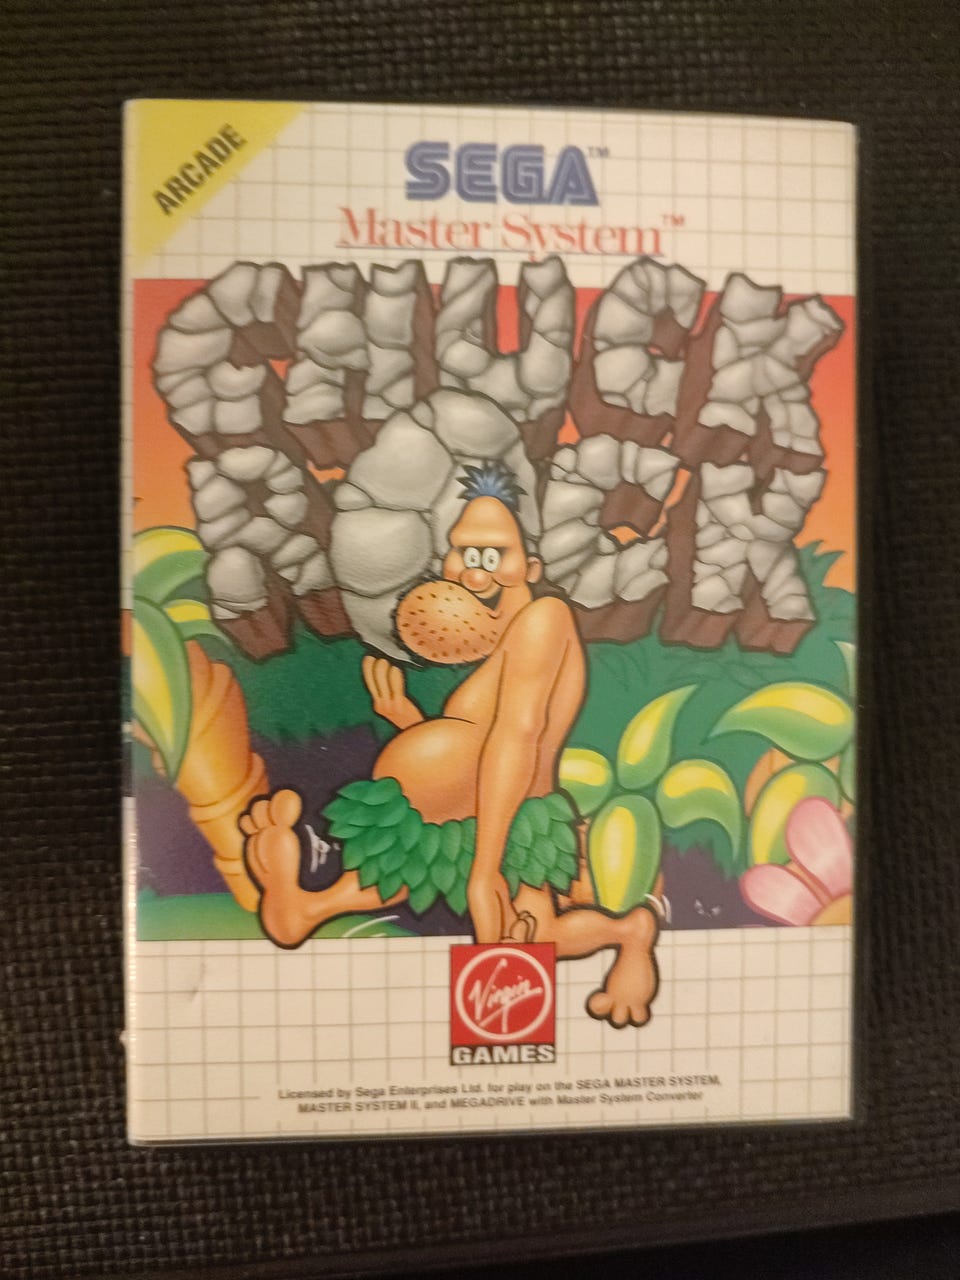 ARCADE
SEGA™
Master System™
CHUCK
ROCK
Virgin
GAMES
Licensed by Sega Enterprises Ltd. for play on the SEGA MASTER SYSTEM,
MASTER SYSTEM II, and MEGADRIVE with Master System Converter